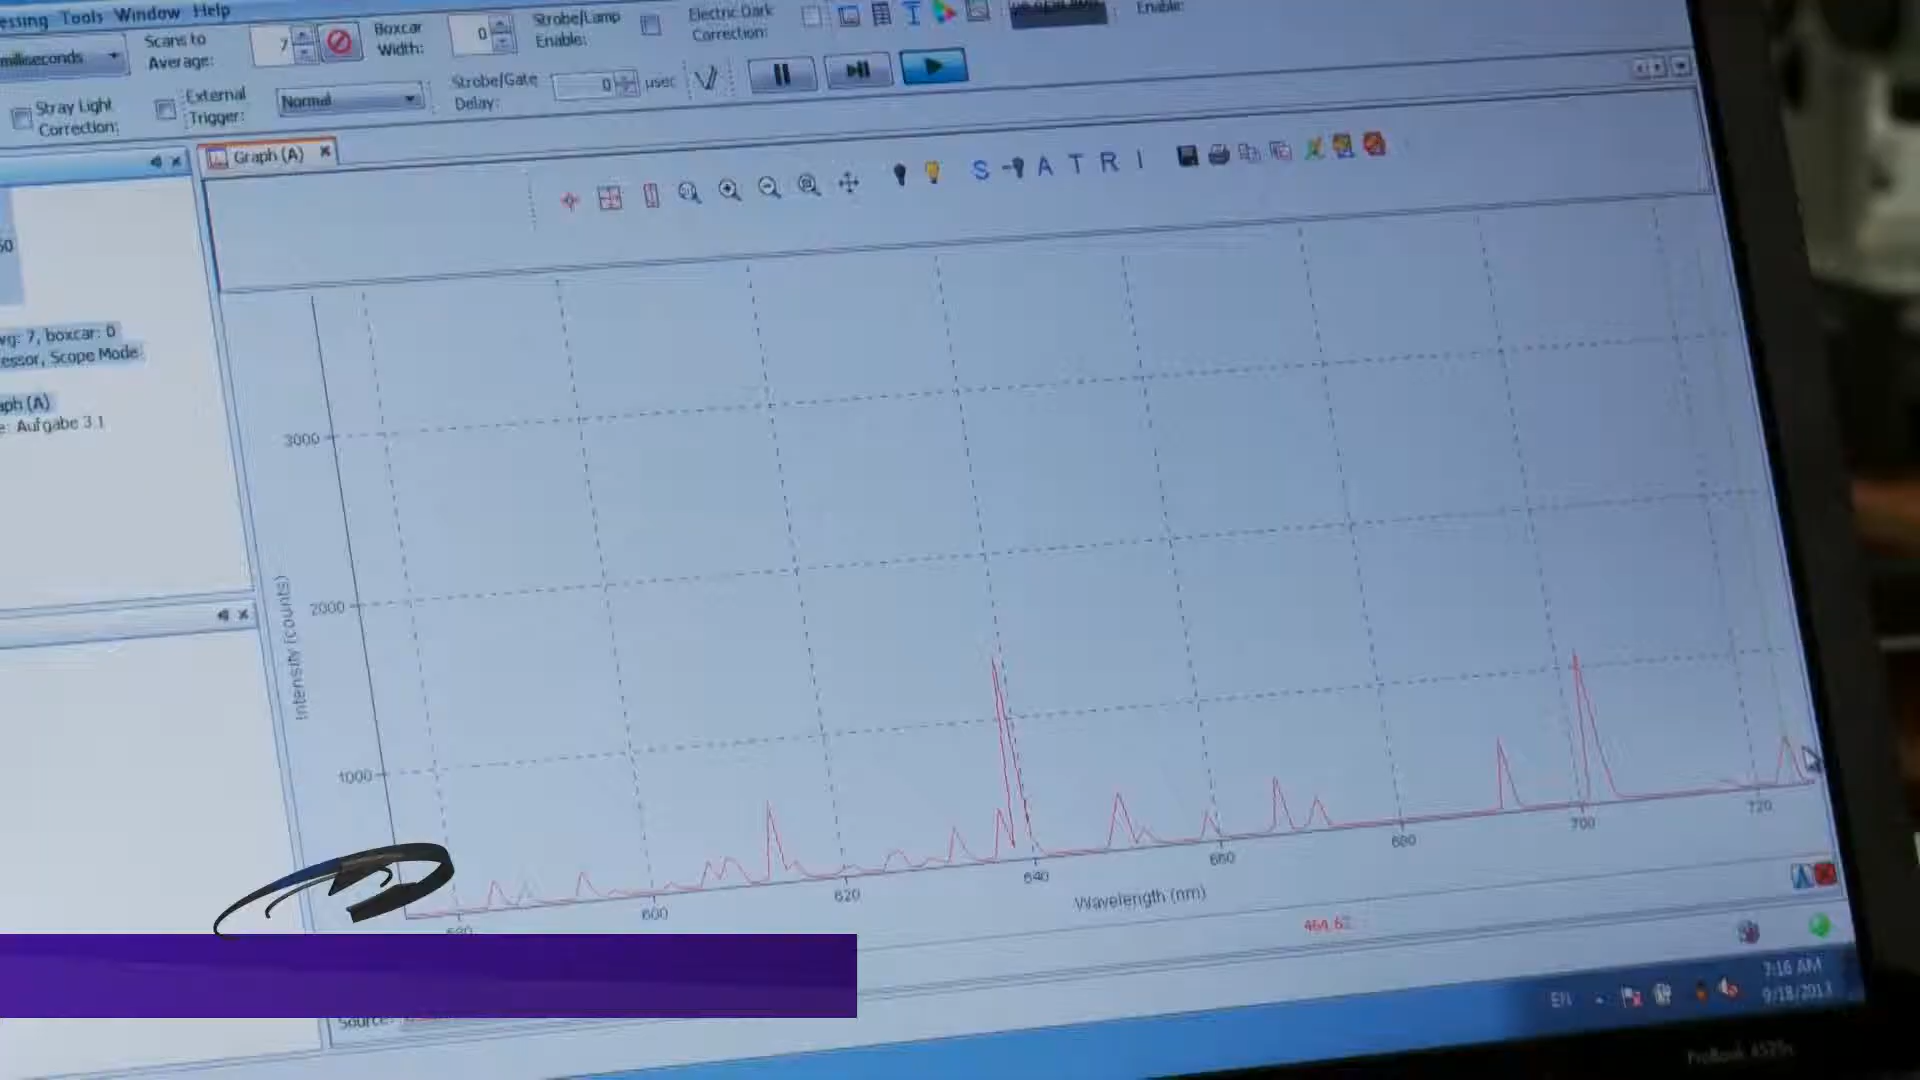 essing Tools Window Help
milliseconds
Scans to
Average:
7
Boxcar
Width:
0
Strobe/Lamp
Enable:
Electric Dark
Correction:
Enable:
Stray Light
Correction:
External
Trigger:
Normal
Strobe/Gate
Delay:
0
µsec
Graph (A)
S
A T R I
vg: 7, boxcar: 0
essor, Scope Mode
aph (A)
e: Aufgabe 3.1
3000
2000
1000
Intensity (counts)
600
620
640
660
680
700
720
Wavelength (nm)
Source:
EN
7:16 AM
9/18/2013